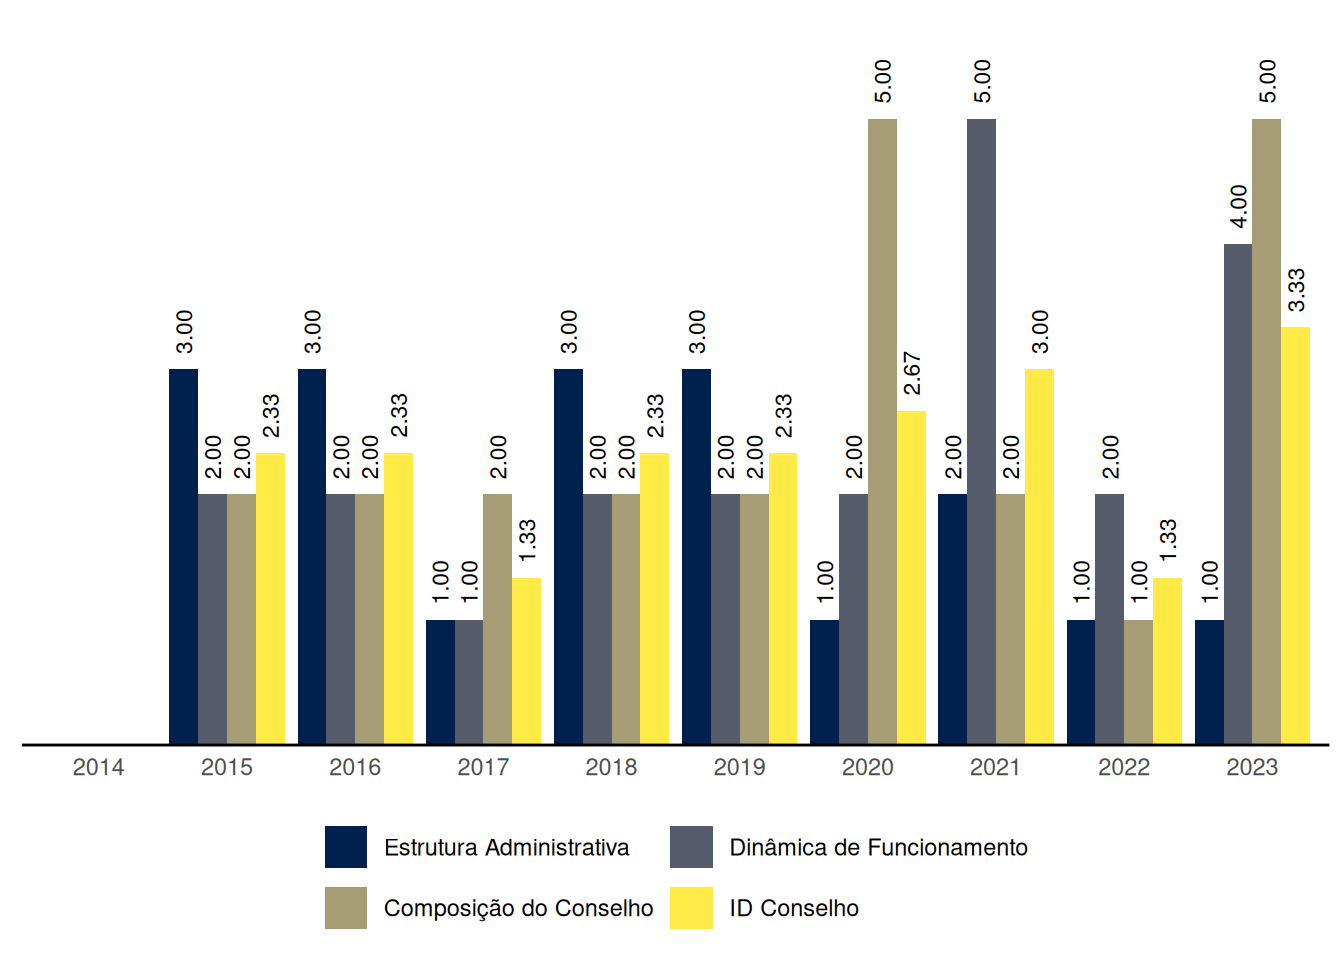 3.00 2.00 2.00 2.33
3.00 2.00 2.00 2.33
1.00 1.00 2.00 1.33
3.00 2.00 2.00 2.33
3.00 2.00 2.00 2.33
1.00 2.00 5.00 2.67
2.00 5.00 2.00 3.00
1.00 2.00 1.00 1.33
1.00 4.00 5.00 3.33
2014 2015 2016 2017 2018 2019 2020 2021 2022 2023
Estrutura Administrativa Dinâmica de Funcionamento
Composição do Conselho ID Conselho